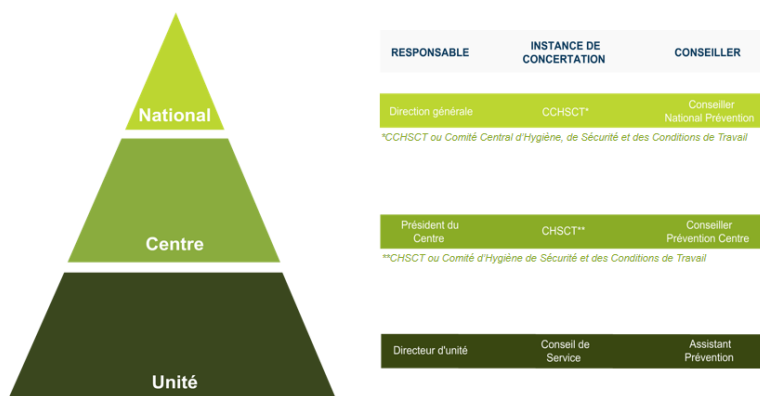 RESPONSABLE
INSTANCE DE
CONCERTATION
CONSEILLER
National
Direction générale
CCHSCT*
Conseiller
National Prévention
*CCHSCT ou Comité Central d'Hygiène, de Sécurité et des Conditions de Travail
Centre
Président du
Centre
CHSCT**
Conseiller
Prévention Centre
**CHSCT ou Comité d'Hygiène de Sécurité et des Conditions de Travail
Unité
Directeur d'unité
Conseil de
Service
Assistant
Prévention